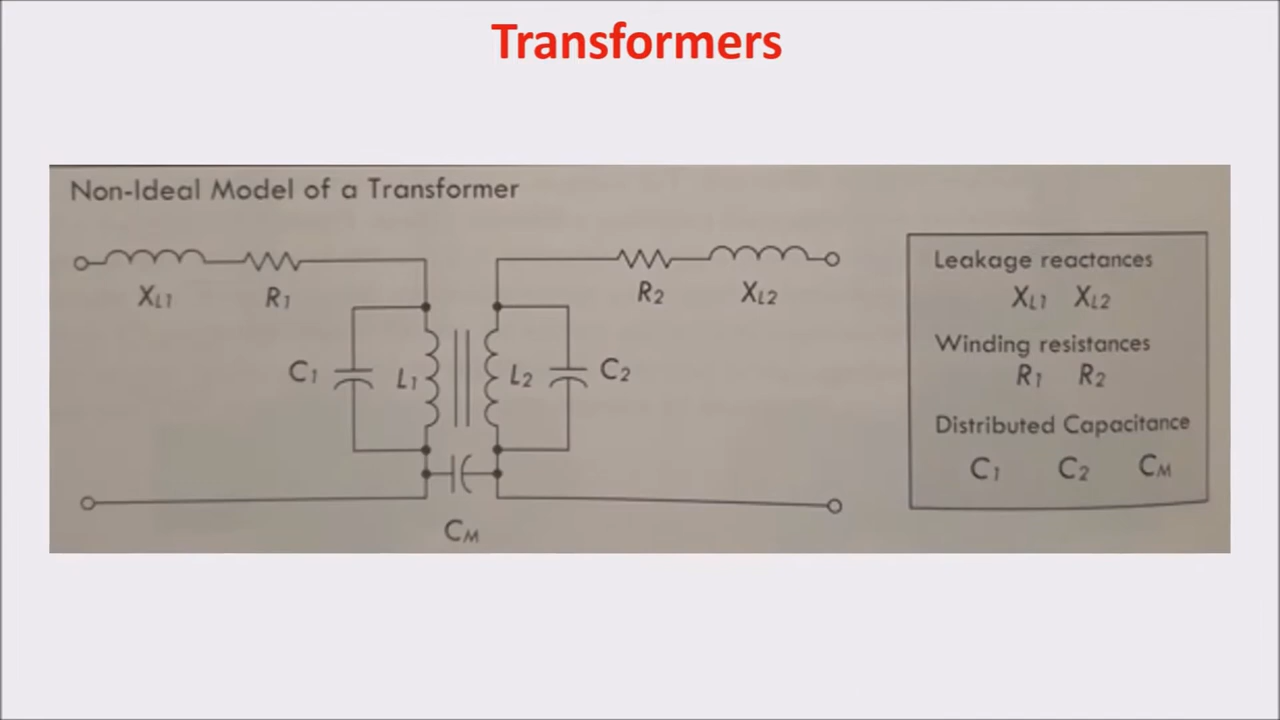 Transformers
Non-Ideal Model of a Transformer
XL1 R1 R2 XL2
C1 L1 L2 C2
CM
Leakage reactances
XL1 XL2
Winding resistances
R1 R2
Distributed Capacitance
C1 C2 CM